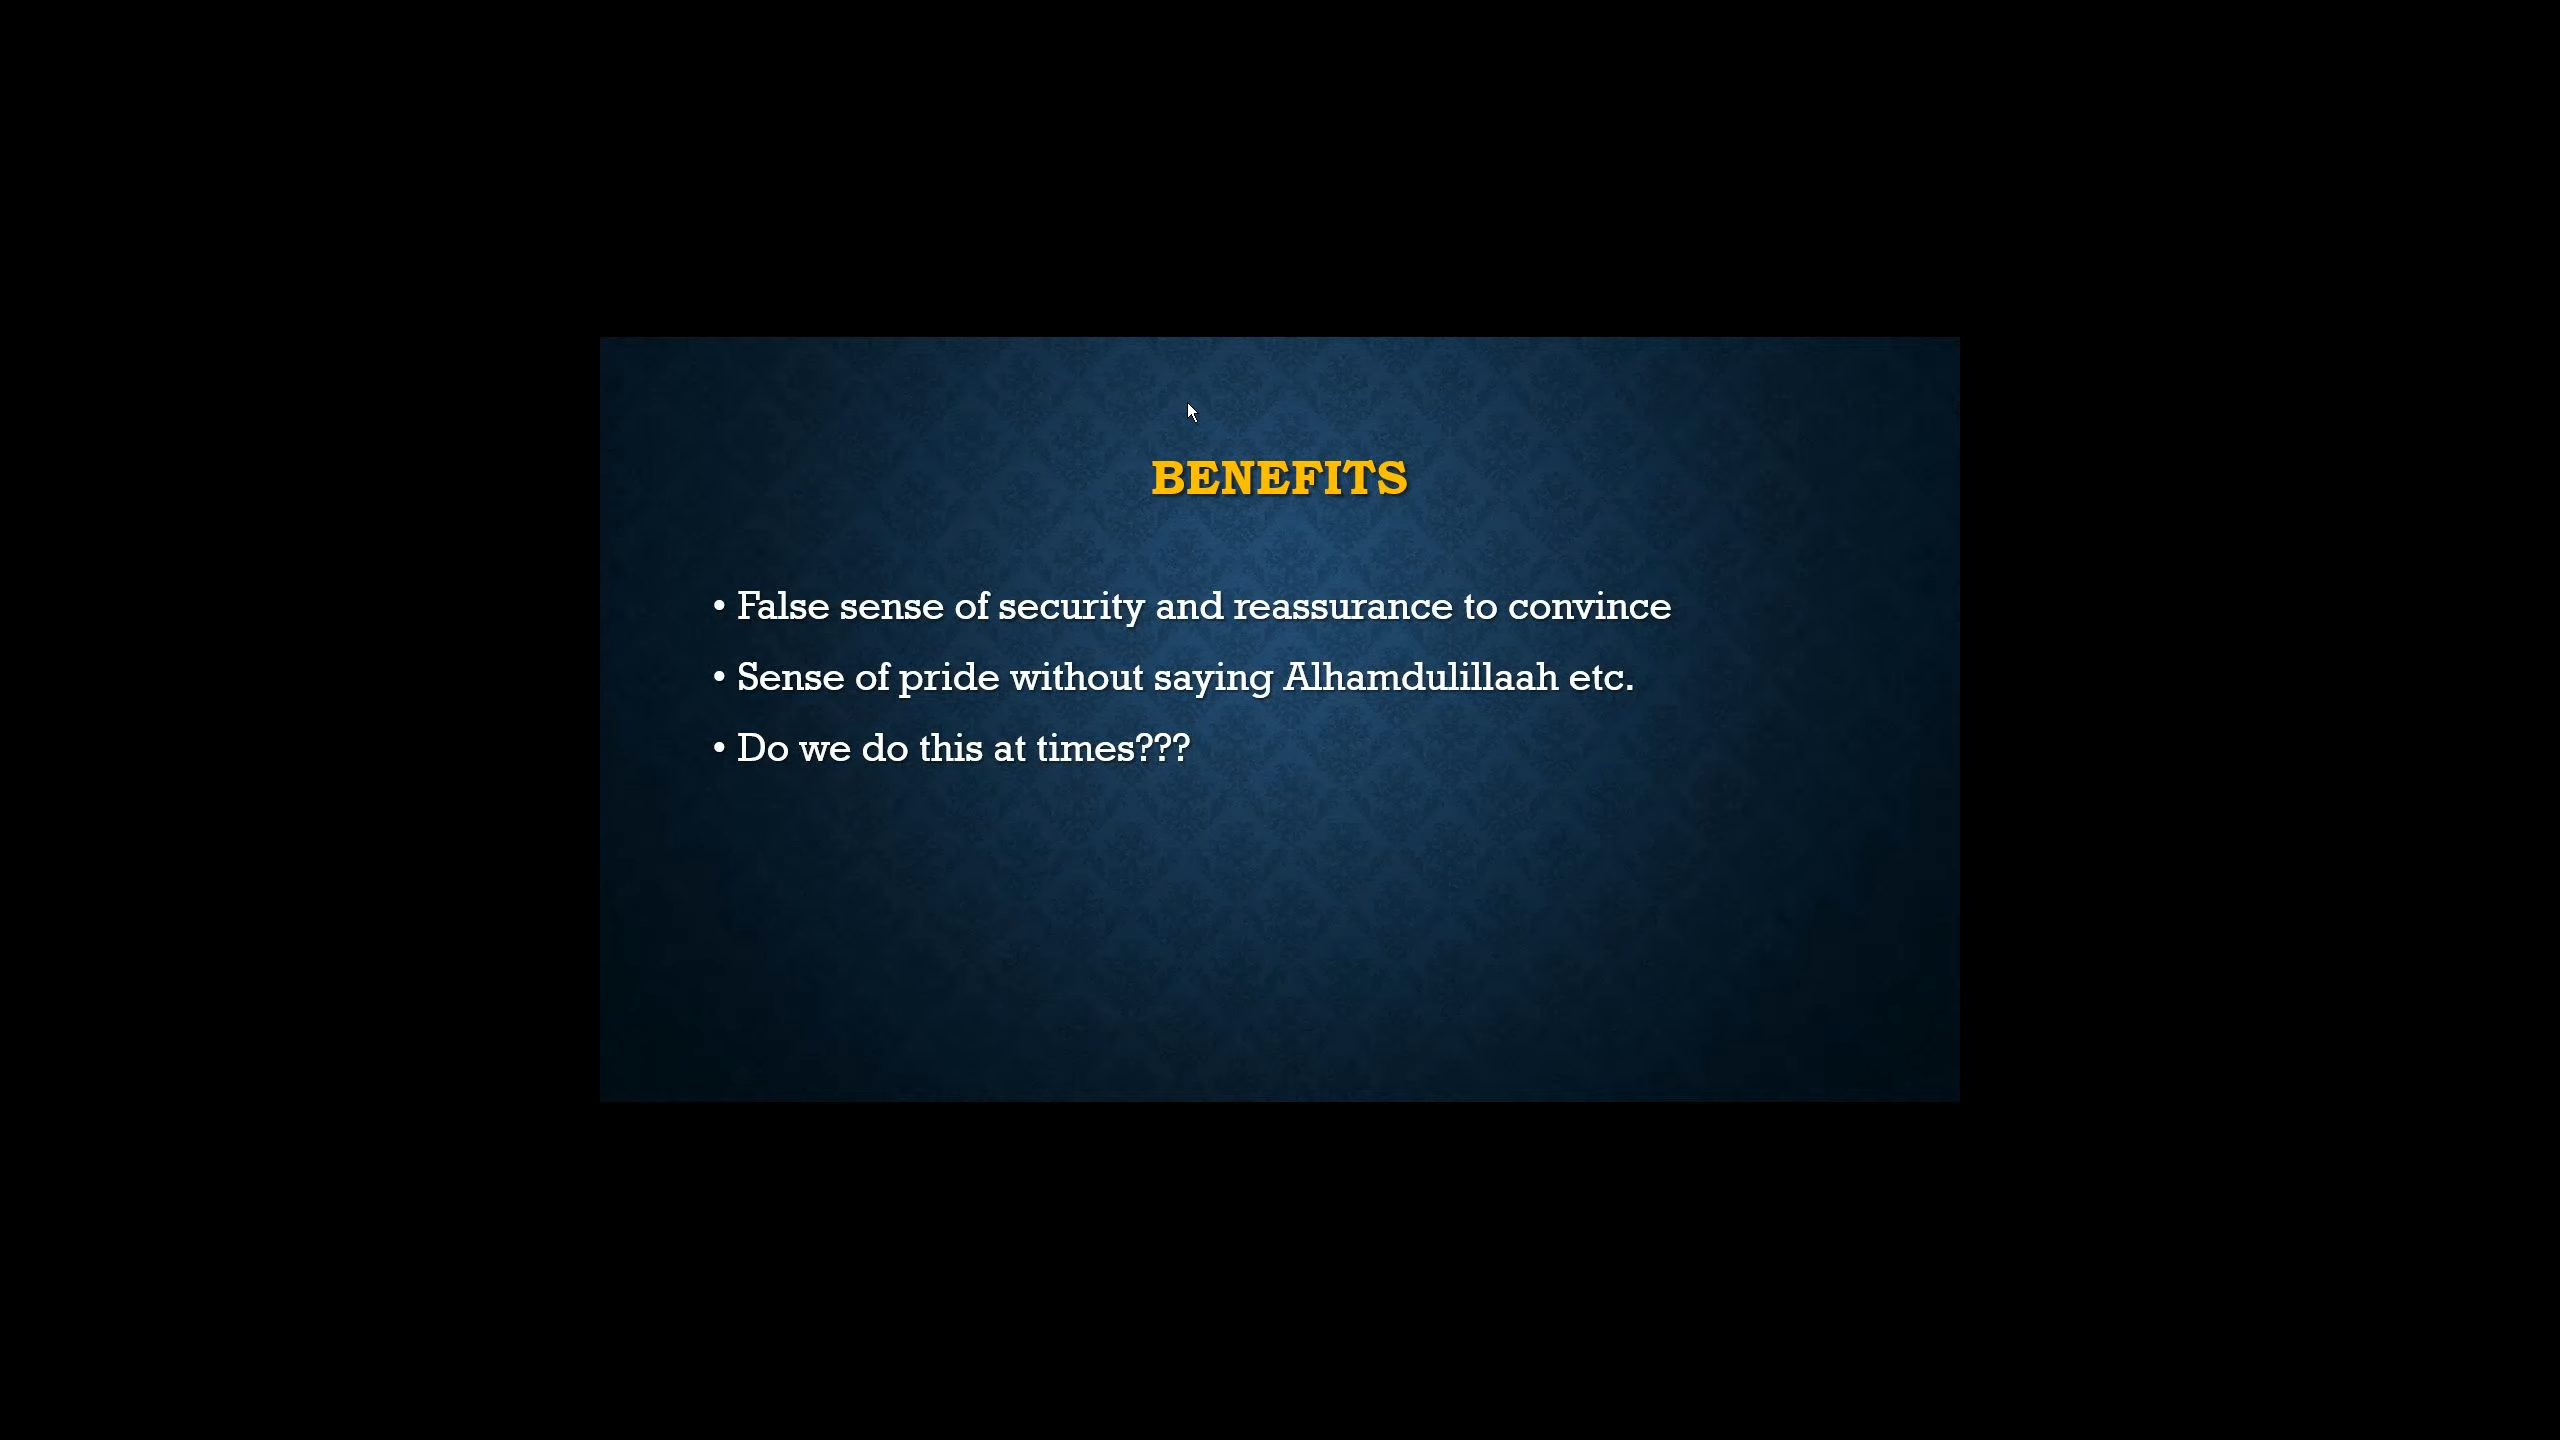 BENEFITS
• False sense of security and reassurance to convince
• Sense of pride without saying Alhamdulillaah etc.
• Do we do this at times???